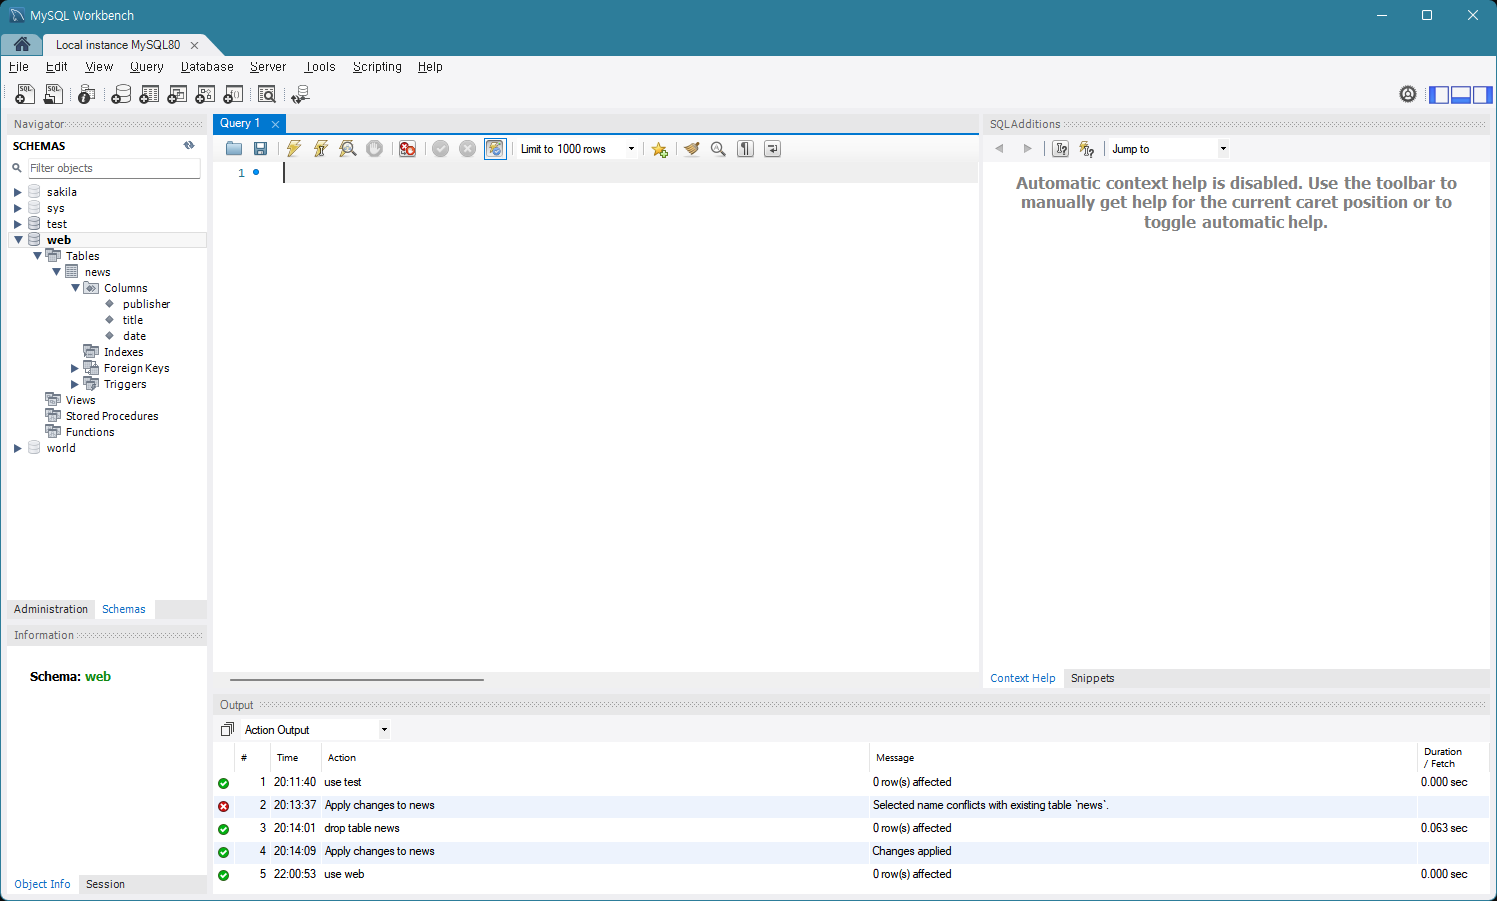 MySQL Workbench
Local instance MySQL80
File Edit View Query Database Server Tools Scripting Help
Navigator
SCHEMAS
Filter objects
sakila
sys
test
web
Tables
news
Columns
publisher
title
date
Indexes
Foreign Keys
Triggers
Views
Stored Procedures
Functions
world
Administration Schemas
Information
Schema: web
Object Info Session
Query 1
Limit to 1000 rows
1
SQLAdditions
Jump to
Automatic context help is disabled. Use the toolbar to
manually get help for the current caret position or to
toggle automatic help.
Context Help Snippets
Output
Action Output
# Time Action Message Duration / Fetch
1 20:11:40 use test 0 row(s) affected 0.000 sec
2 20:13:37 Apply changes to news Selected name conflicts with existing table `news`.
3 20:14:01 drop table news 0 row(s) affected 0.063 sec
4 20:14:09 Apply changes to news Changes applied
5 22:00:53 use web 0 row(s) affected 0.000 sec